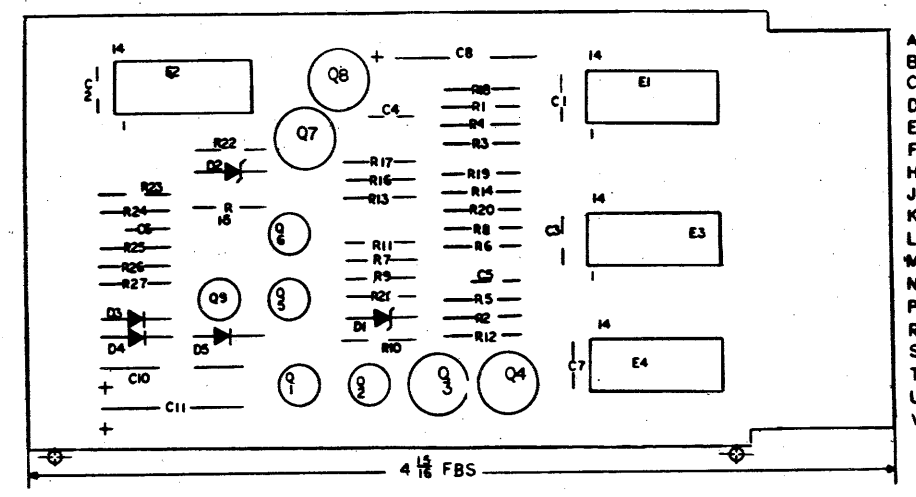 14
E2
C2
1
Q8
Q7
+ C8
C4
R18
R1
R4
R3
14
E1
C1
1
R22
D2
R
15
R17
R16
R13
R19
R14
R20
R8
R6
R23
R24
C6
R25
R26
R27
Q6
R11
R7
R9
R21
D1
R10
C5
R5
R2
R12
C3
E3
1
Q9
Q5
D3
D4
D5
14
E4
C7
C10
+
C11
+
Q1
Q2
Q3
Q4
A
B
C
D
E
F
H
J
K
L
M
N
P
R
S
T
U
V
4 15/16 FBS